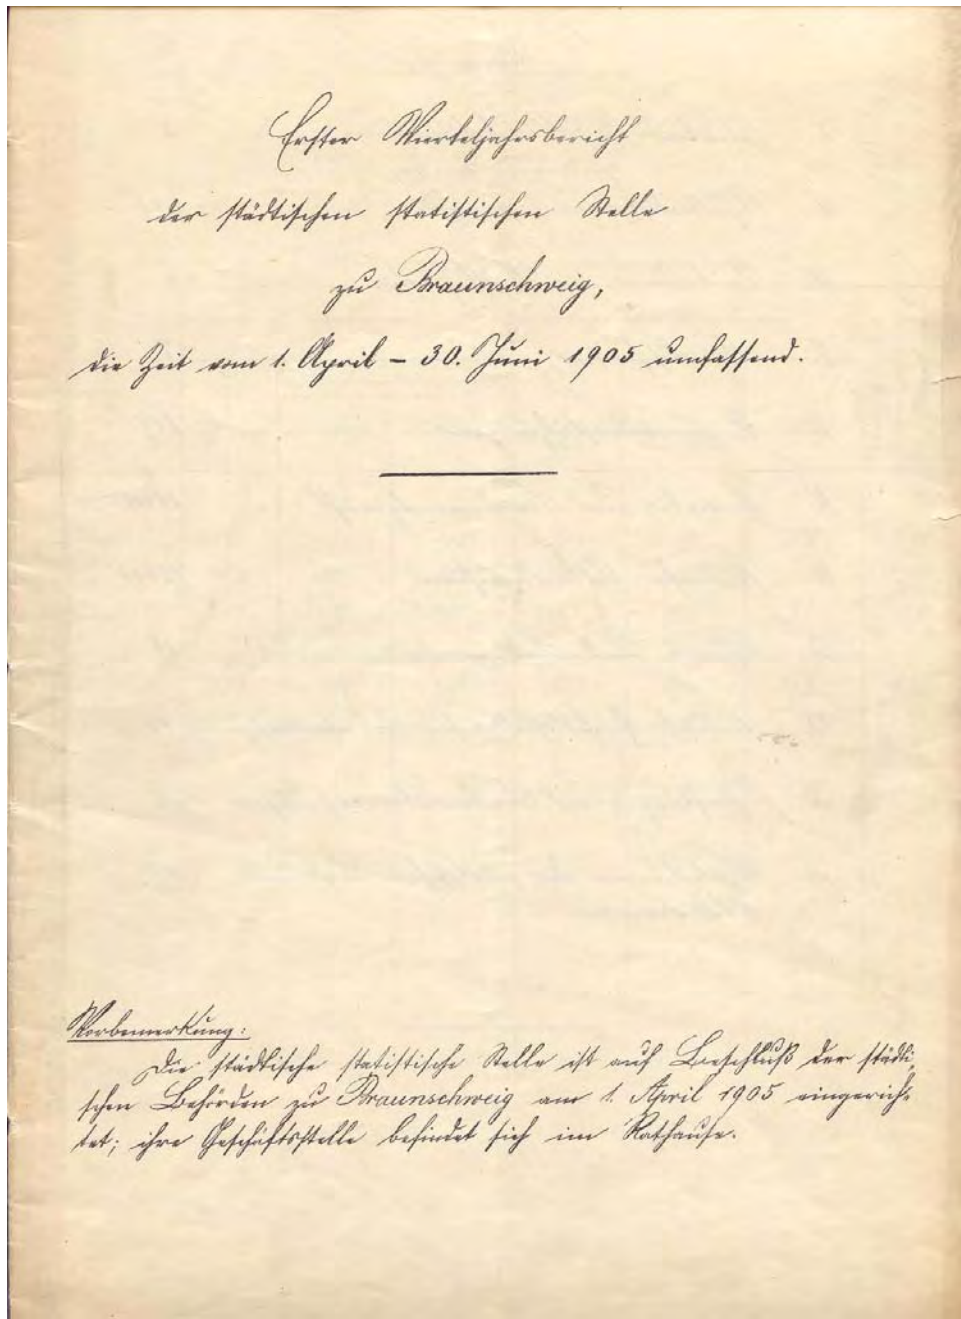 Erster Vierteljahrsbericht
der städtischen statistischen Stelle
zu Braunschweig,
die Zeit vom 1. April – 30. Juni 1905 umfassend.
Vorbemerkung:
Die städtische statistische Stelle ist auf Beschluß der städti-
schen Behörden zu Braunschweig am 1. April 1905 eingerich-
tet; ihre Geschäftsstelle befindet sich im Rathause.